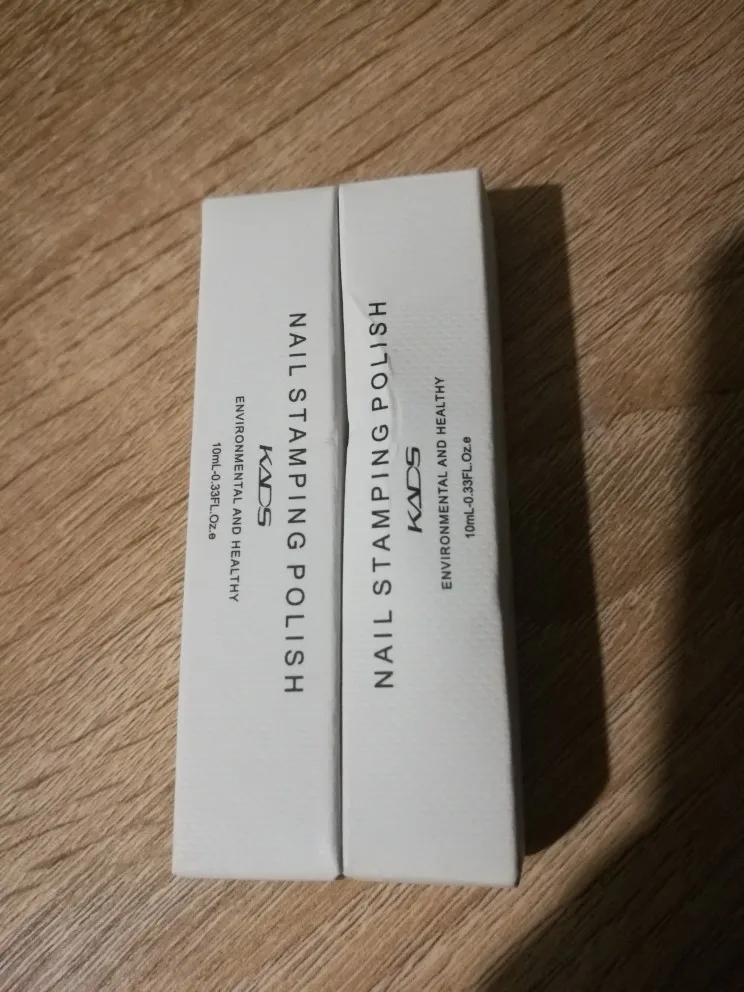 NAIL STAMPING POLISH
KADS
ENVIRONMENTAL AND HEALTHY
10mL-0.33FL.Oz.e
NAIL STAMPING POLISH
KADS
ENVIRONMENTAL AND HEALTHY
10mL-0.33FL.Oz.e